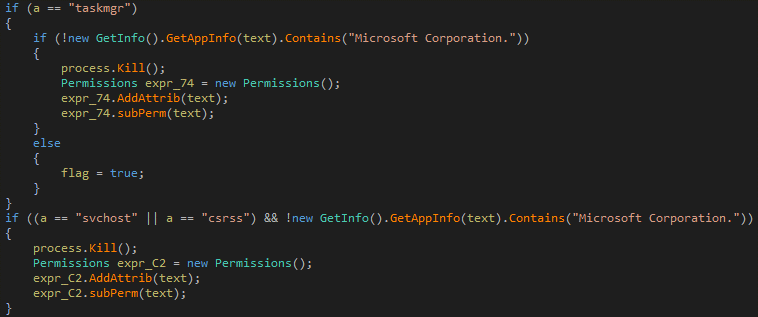 if (a == "taskmgr")
{
    if (!new GetInfo().GetAppInfo(text).Contains("Microsoft Corporation."))
    {
        process.Kill();
        Permissions expr_74 = new Permissions();
        expr_74.AddAttrib(text);
        expr_74.subPerm(text);
    }
    else
    {
        flag = true;
    }
}
if ((a == "svchost" || a == "csrss") && !new GetInfo().GetAppInfo(text).Contains("Microsoft Corporation."))
{
    process.Kill();
    Permissions expr_C2 = new Permissions();
    expr_C2.AddAttrib(text);
    expr_C2.subPerm(text);
}